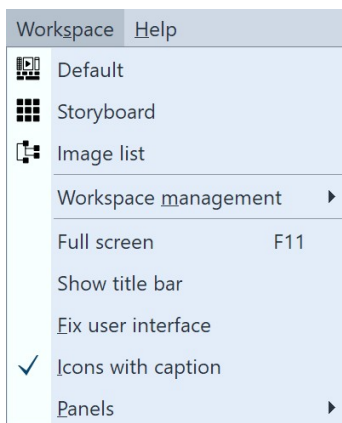 Workspace Help
Default
Storyboard
Image list
Workspace management
Full screen F11
Show title bar
Fix user interface
Icons with caption
Panels